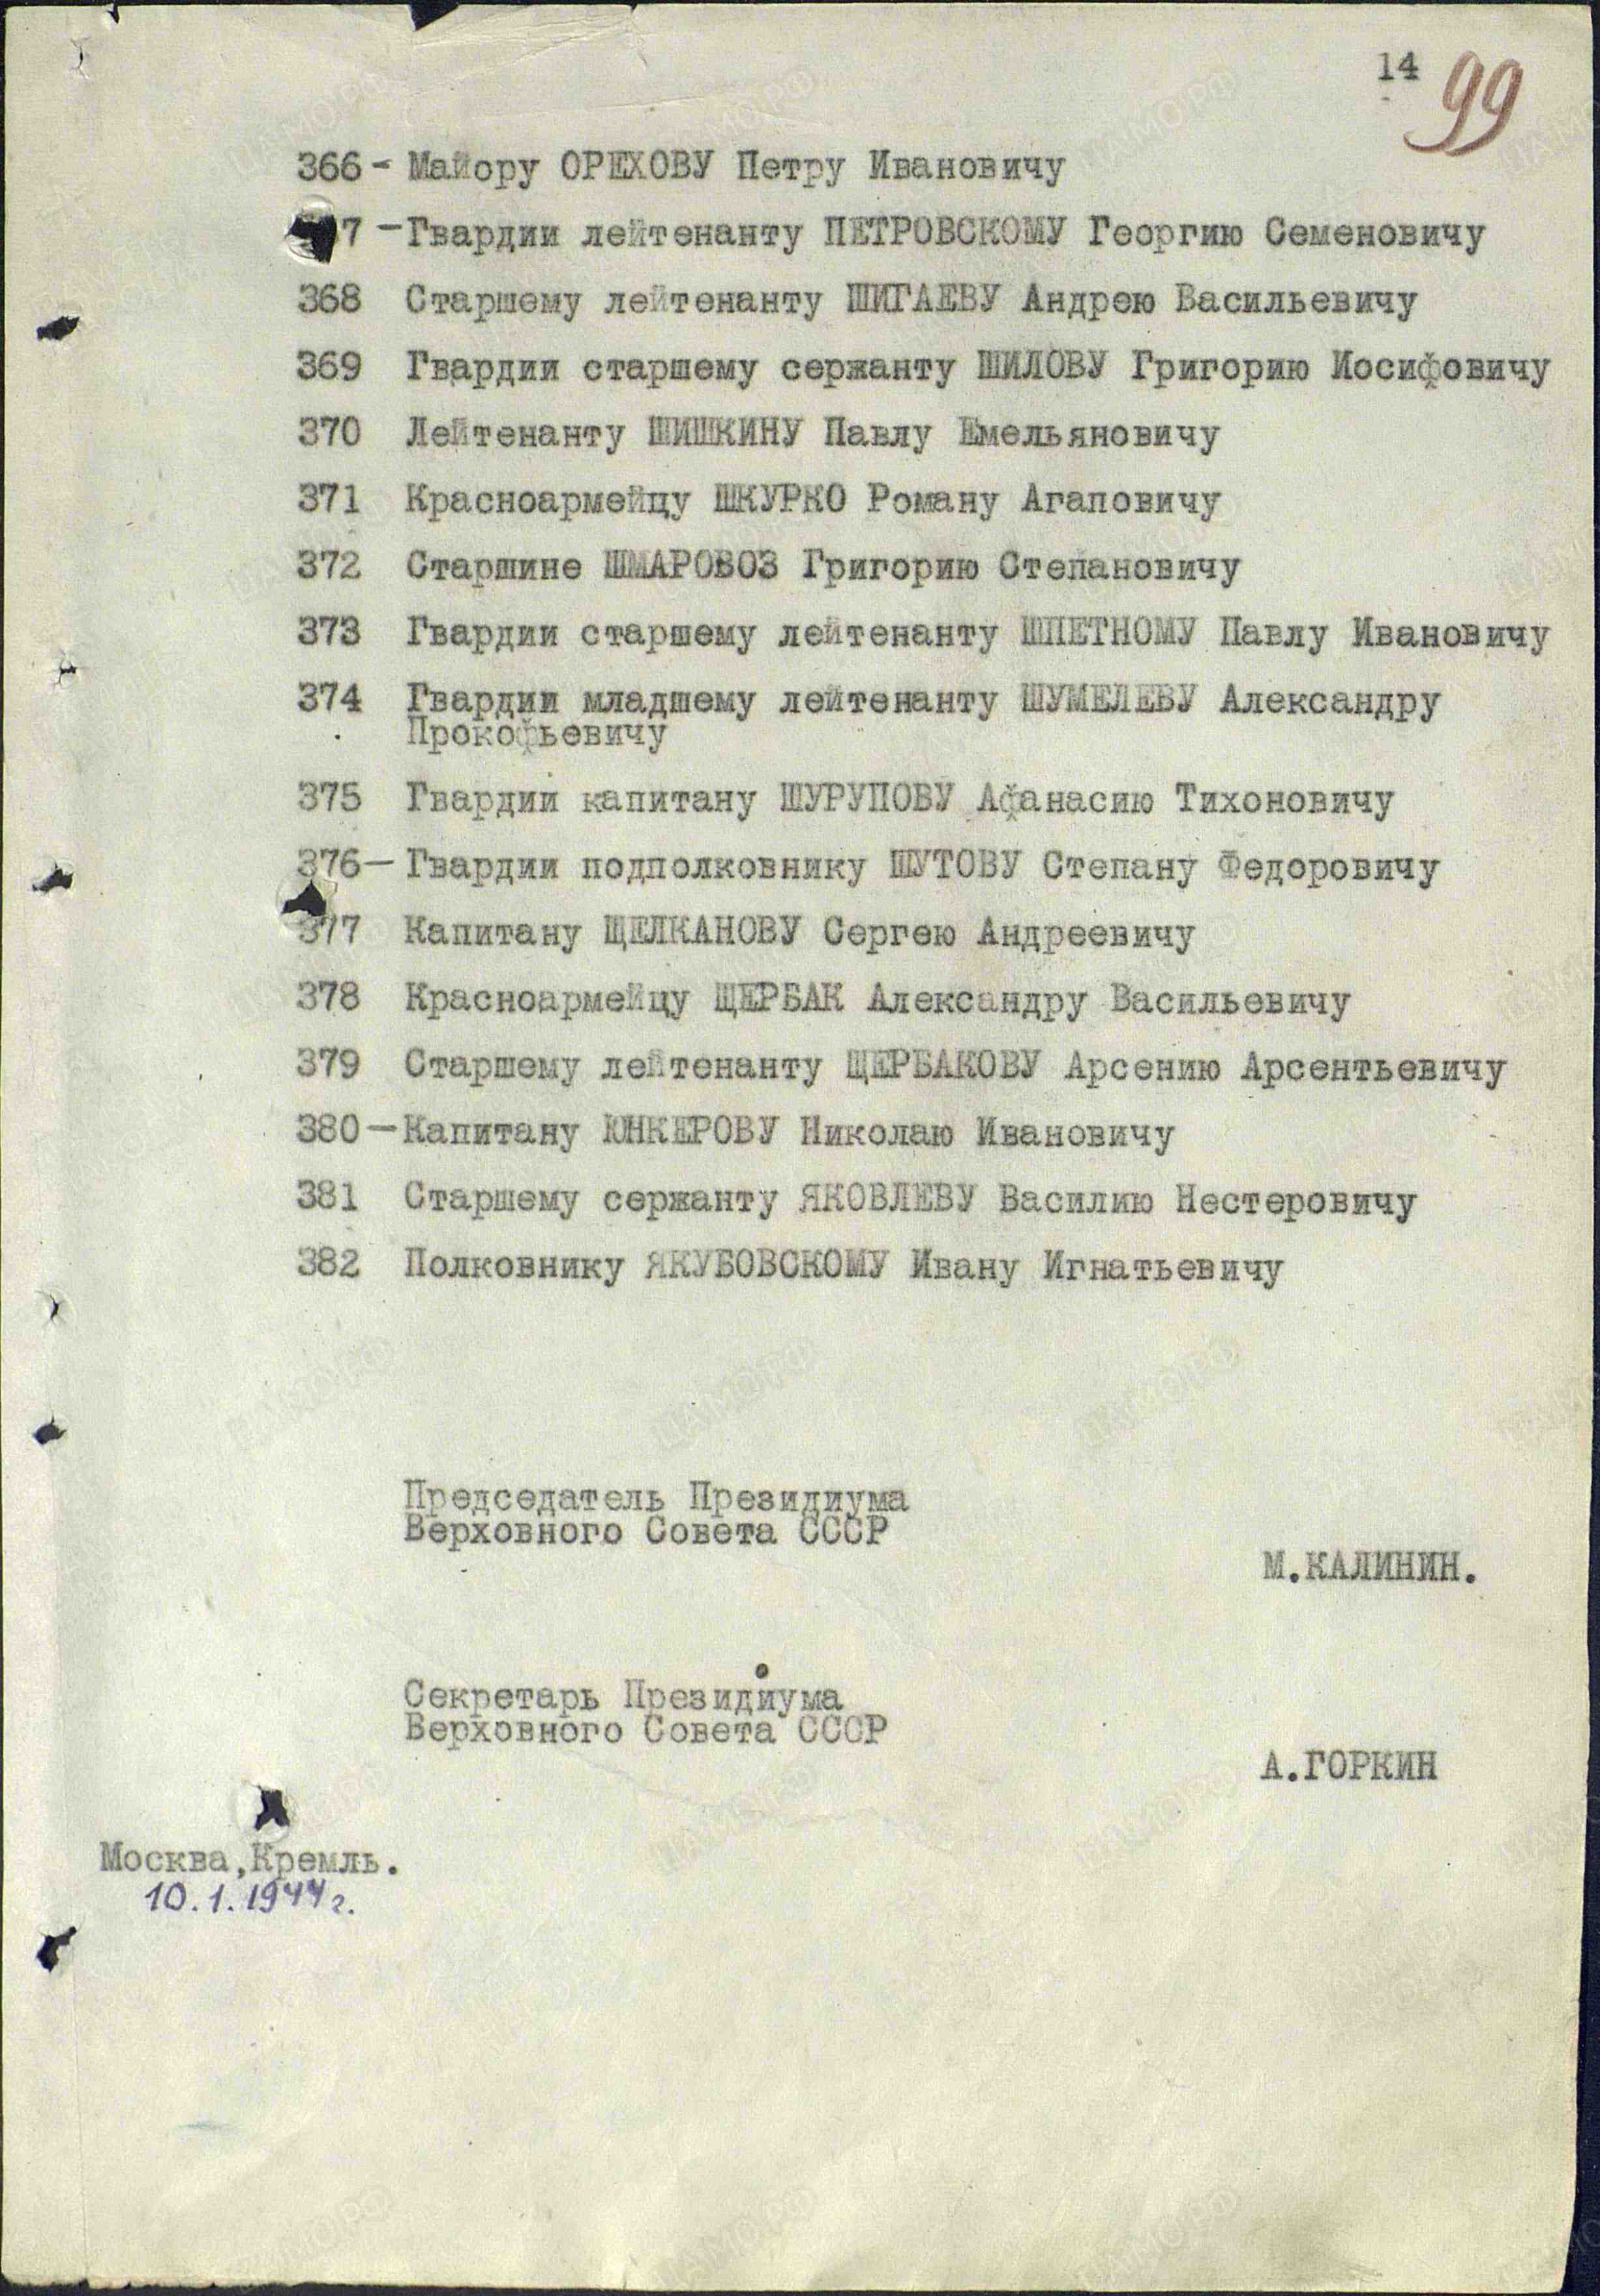 14 99
366 - Майору ОРЕХОВУ Петру Ивановичу
7 - Гвардии лейтенанту ПЕТРОВСКОМУ Георгию Семеновичу
368 Старшему лейтенанту ШИГАЕВУ Андрею Васильевичу
369 Гвардии старшему сержанту ШИЛОВУ Григорию Иосифовичу
370 Лейтенанту ШИШКИНУ Павлу Емельяновичу
371 Красноармейцу ШКУРКО Роману Агаповичу
372 Старшине ШМАРОВОЗ Григорию Степановичу
373 Гвардии старшему лейтенанту ШПЕТНОМУ Павлу Ивановичу
374 Гвардии младшему лейтенанту ШУМЕЛЕВУ Александру
Прокофьевичу
375 Гвардии капитану ШУРУПОВУ Афанасию Тихоновичу
376 - Гвардии подполковнику ШУТОВУ Степану Федоровичу
377 Капитану ЩЕЛКАНОВУ Сергею Андреевичу
378 Красноармейцу ЩЕРБАК Александру Васильевичу
379 Старшему лейтенанту ЩЕРБАКОВУ Арсению Арсентьевичу
380 - Капитану ЮНКЕРОВУ Николаю Ивановичу
381 Старшему сержанту ЯКОВЛЕВУ Василию Нестеровичу
382 Полковнику ЯКУБОВСКОМУ Ивану Игнатьевичу
Председатель Президиума
Верховного Совета СССР
М.КАЛИНИН.
Секретарь Президиума
Верховного Совета СССР
А.ГОРКИН
Москва,Кремль.
10.1.1944г.